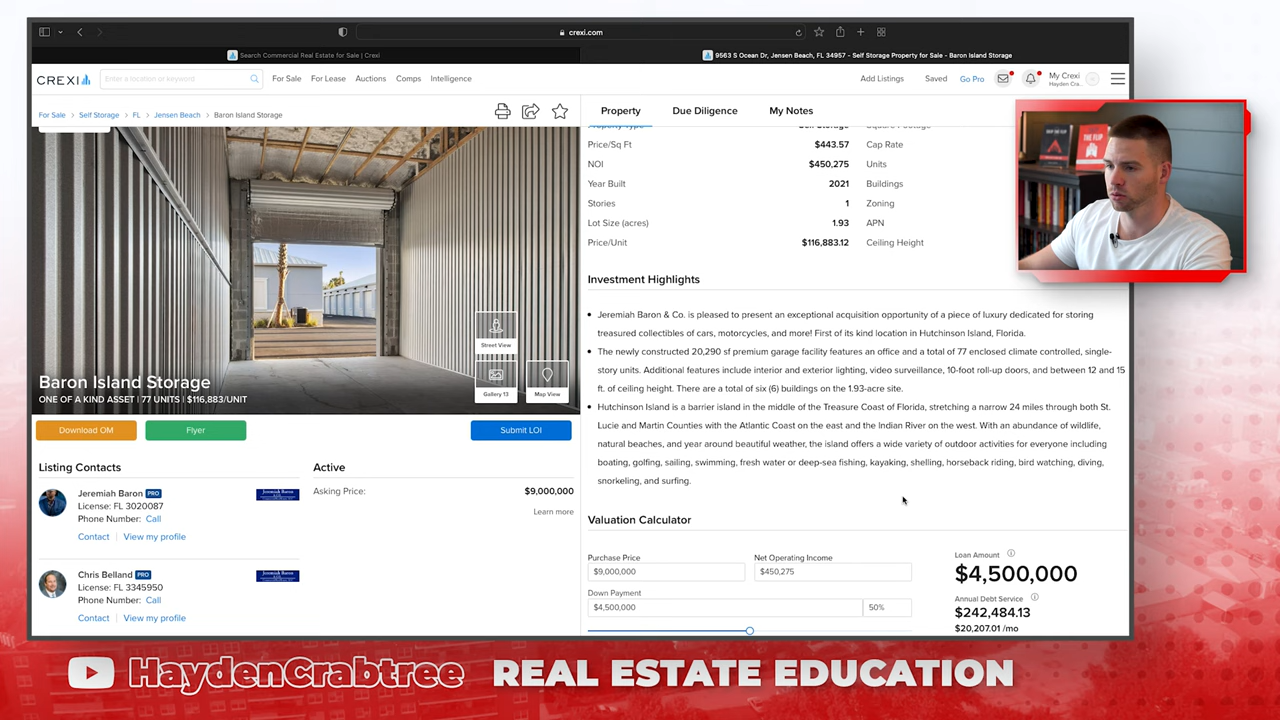 crexi.com
Search Commercial Real Estate for Sale | Crexi
9563 S Ocean Dr, Jensen Beach, FL 34957 - Self Storage Property for Sale - Baron Island Storage
CREXI
Enter a location or keyword
For Sale
For Lease
Auctions
Comps
Intelligence
Add Listings
Saved
Go Pro
My Crexi
Hayden Cra...
For Sale > Self Storage > FL > Jensen Beach > Baron Island Storage
Property
Due Diligence
My Notes
Street View
Gallery 13
Map View
Baron Island Storage
ONE OF A KIND ASSET | 77 UNITS | $116,883/UNIT
Download OM
Flyer
Submit LOI
Listing Contacts
Jeremiah Baron PRO
License: FL 3020087
Phone Number: Call
Contact | View my profile
Chris Belland PRO
License: FL 3345950
Phone Number: Call
Contact | View my profile
Active
Asking Price: $9,000,000
Learn more
Property Type Self Storage Square Footage
Price/Sq Ft $443.57 Cap Rate
NOI $450,275 Units
Year Built 2021 Buildings
Stories 1 Zoning
Lot Size (acres) 1.93 APN
Price/Unit $116,883.12 Ceiling Height
Investment Highlights
• Jeremiah Baron & Co. is pleased to present an exceptional acquisition opportunity of a piece of luxury dedicated for storing
treasured collectibles of cars, motorcycles, and more! First of its kind location in Hutchinson Island, Florida.
• The newly constructed 20,290 sf premium garage facility features an office and a total of 77 enclosed climate controlled, single-
story units. Additional features include interior and exterior lighting, video surveillance, 10-foot roll-up doors, and between 12 and 15
ft. of ceiling height. There are a total of six (6) buildings on the 1.93-acre site.
• Hutchinson Island is a barrier island in the middle of the Treasure Coast of Florida, stretching a narrow 24 miles through both St.
Lucie and Martin Counties with the Atlantic Coast on the east and the Indian River on the west. With an abundance of wildlife,
natural beaches, and year around beautiful weather, the island offers a wide variety of outdoor activities for everyone including
boating, golfing, sailing, swimming, fresh water or deep-sea fishing, kayaking, shelling, horseback riding, bird watching, diving,
snorkeling, and surfing.
Valuation Calculator
Purchase Price
$9,000,000
Net Operating Income
$450,275
Down Payment
$4,500,000 50%
Loan Amount
$4,500,000
Annual Debt Service
$242,484.13
$20,207.01 /mo
HaydenCrabtree REAL ESTATE EDUCATION